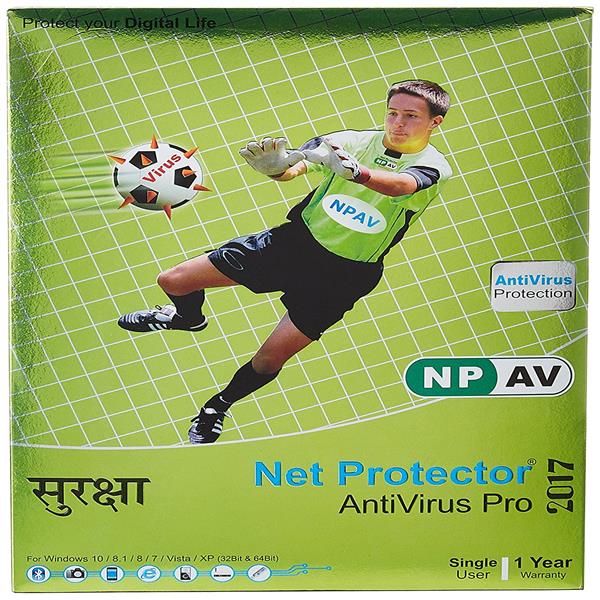 Protect your Digital Life
Virus
NPAV
NPAV
AntiVirus
Protection
NP AV
सुरक्षा
Net Protector®
AntiVirus Pro
2017
For Windows 10 / 8.1 / 8 / 7 / Vista / XP (32Bit & 64Bit)
Single User
1 Year Warranty